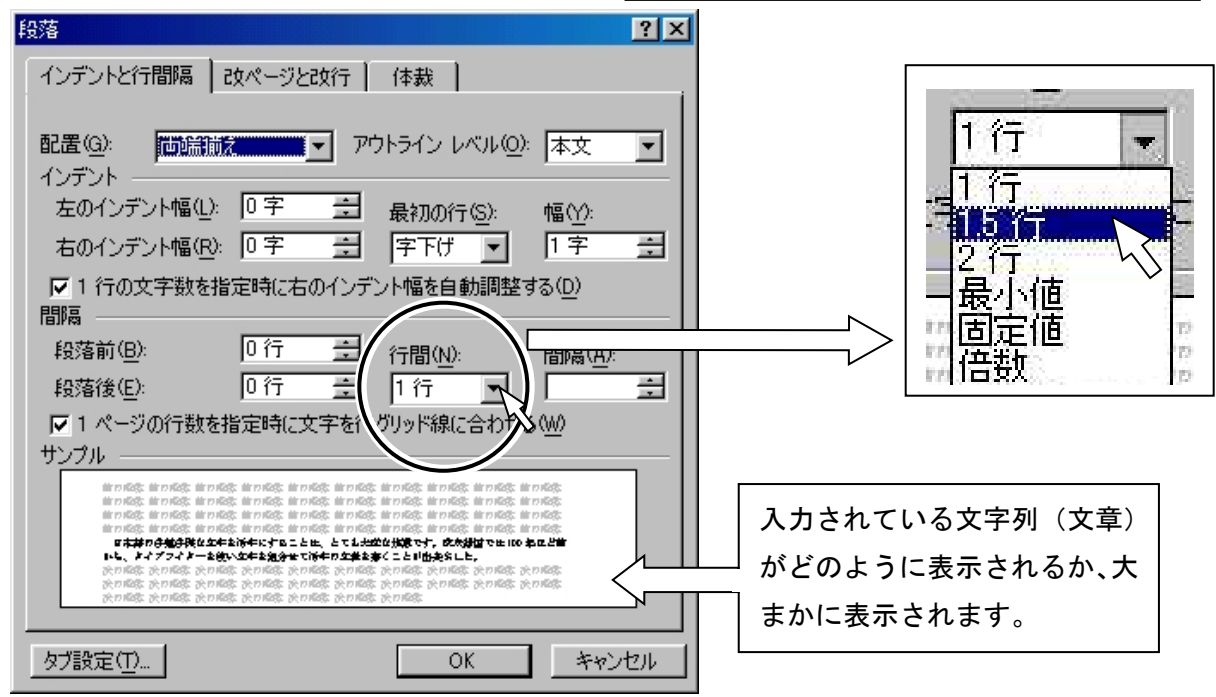 段落
インデントと行間隔 改ページと改行 体裁
配置(G): 両端揃え アウトライン レベル(O): 本文
インデント
左のインデント幅(L): 0 字 最初の行(S): 幅(Y):
右のインデント幅(R): 0 字 字下げ 1 字
1 行の文字数を指定時に右のインデント幅を自動調整する(D)
間隔
段落前(B): 0 行 行間(N): 間隔(A):
段落後(E): 0 行 1 行
1 ページの行数を指定時に文字を行グリッド線に合わせる(W)
サンプル
タブ設定(T)... OK キャンセル
1 行
1 行
1.5 行
2 行
最小値
固定値
倍数
入力されている文字列（文章）
がどのように表示されるか、大
まかに表示されます。